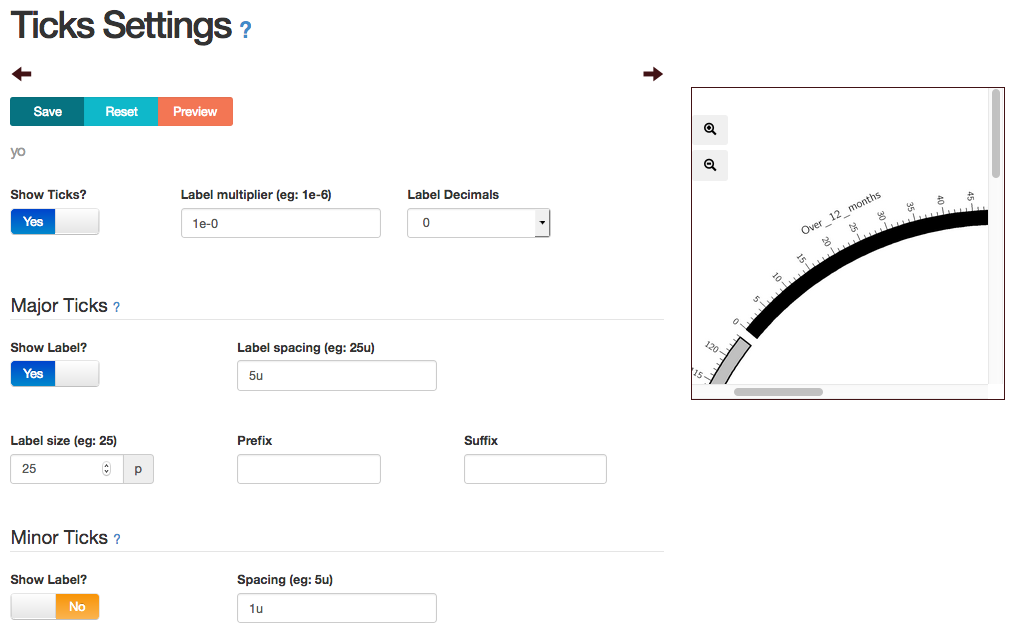 Ticks Settings ?
Save Reset Preview
yo
Show Ticks? Label multiplier (eg: 1e-6) Label Decimals
Yes 1e-0 0
Major Ticks ?
Show Label? Label spacing (eg: 25u)
Yes 5u
Label size (eg: 25) Prefix Suffix
25 p
Minor Ticks ?
Show Label? Spacing (eg: 5u)
No 1u
Over_12_months
0 5 10 15 20 25 30 35 40 45
120
115